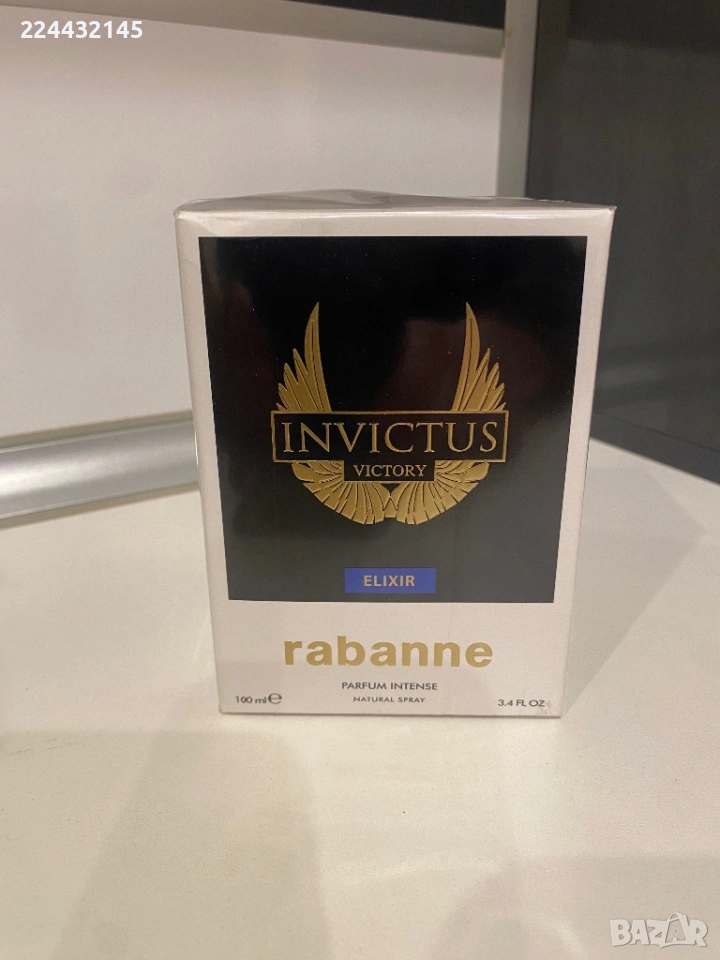 224432145
INVICTUS
VICTORY
ELIXIR
rabanne
PARFUM INTENSE
100 ml e NATURAL SPRAY 3.4 FL OZ
BAZAR